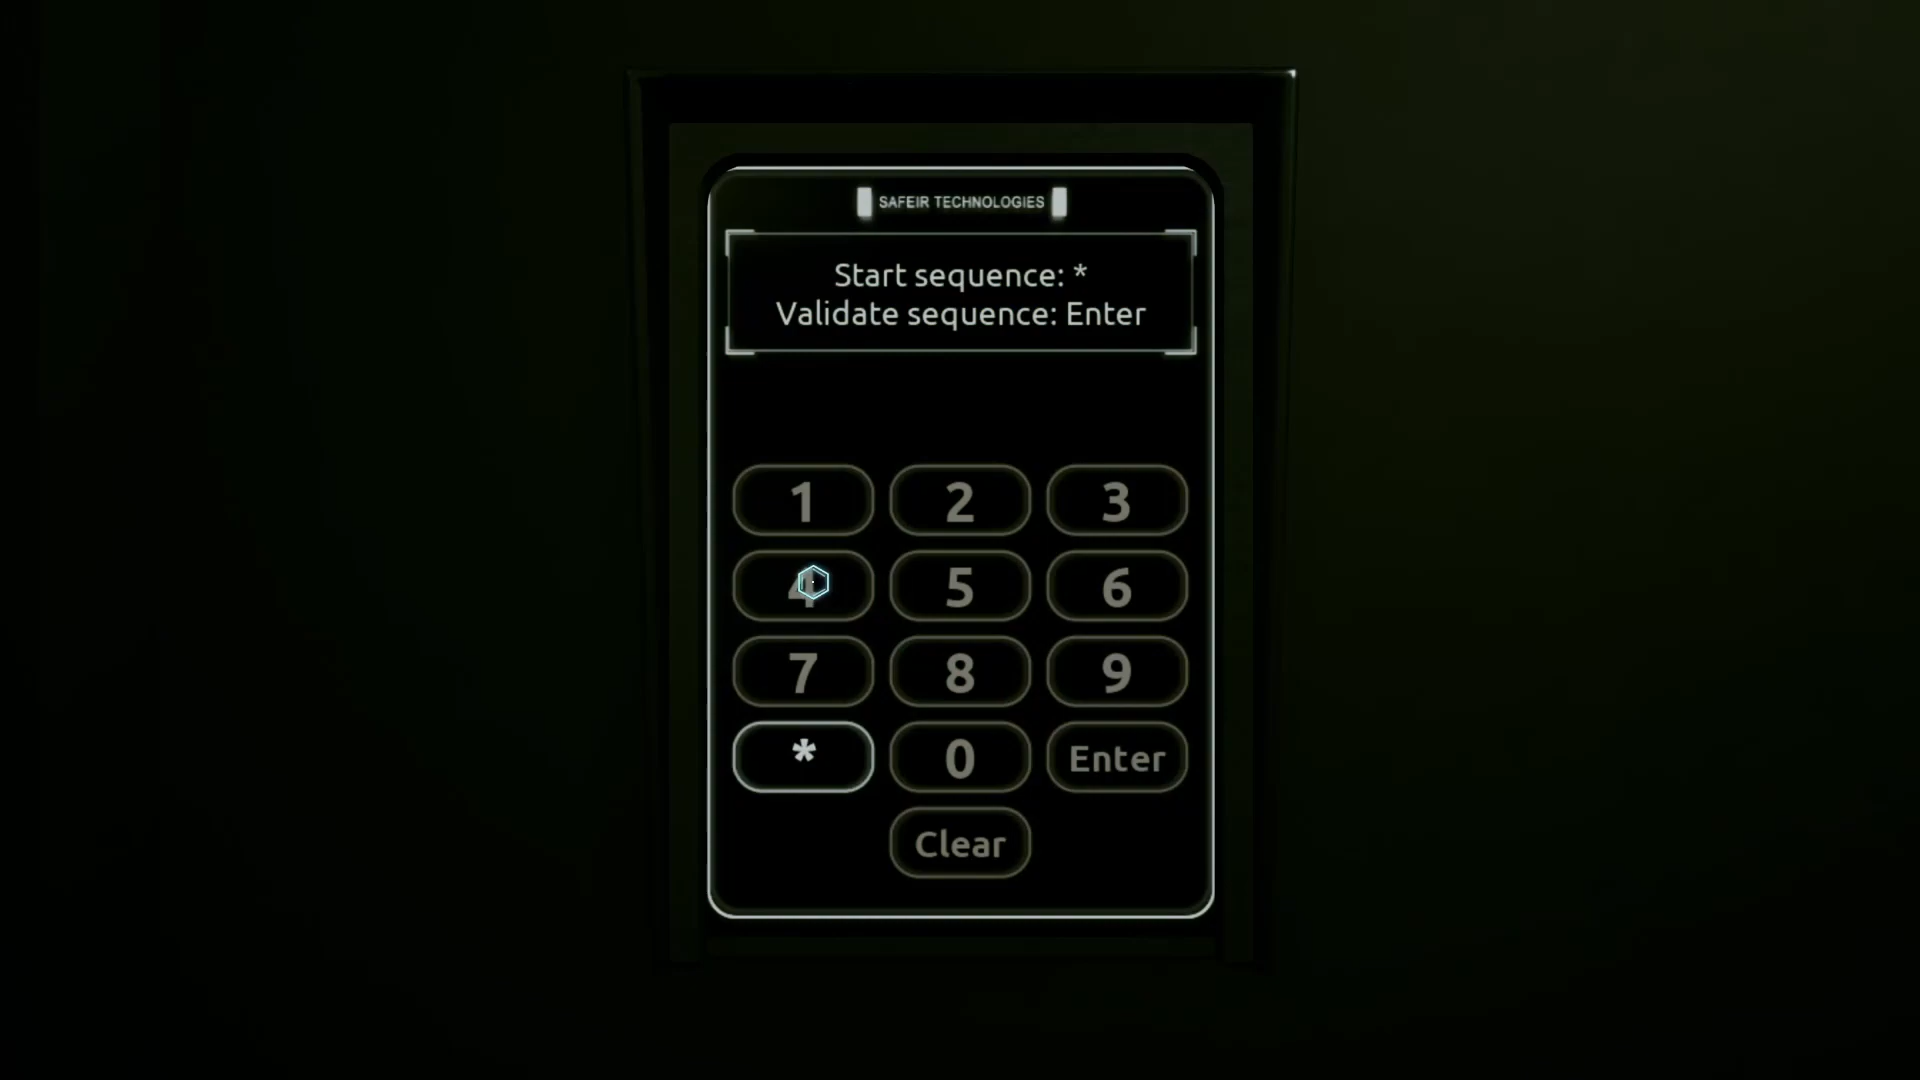 SAFEIR TECHNOLOGIES
Start sequence: *
Validate sequence: Enter
1 2 3
4 5 6
7 8 9
* 0 Enter
Clear